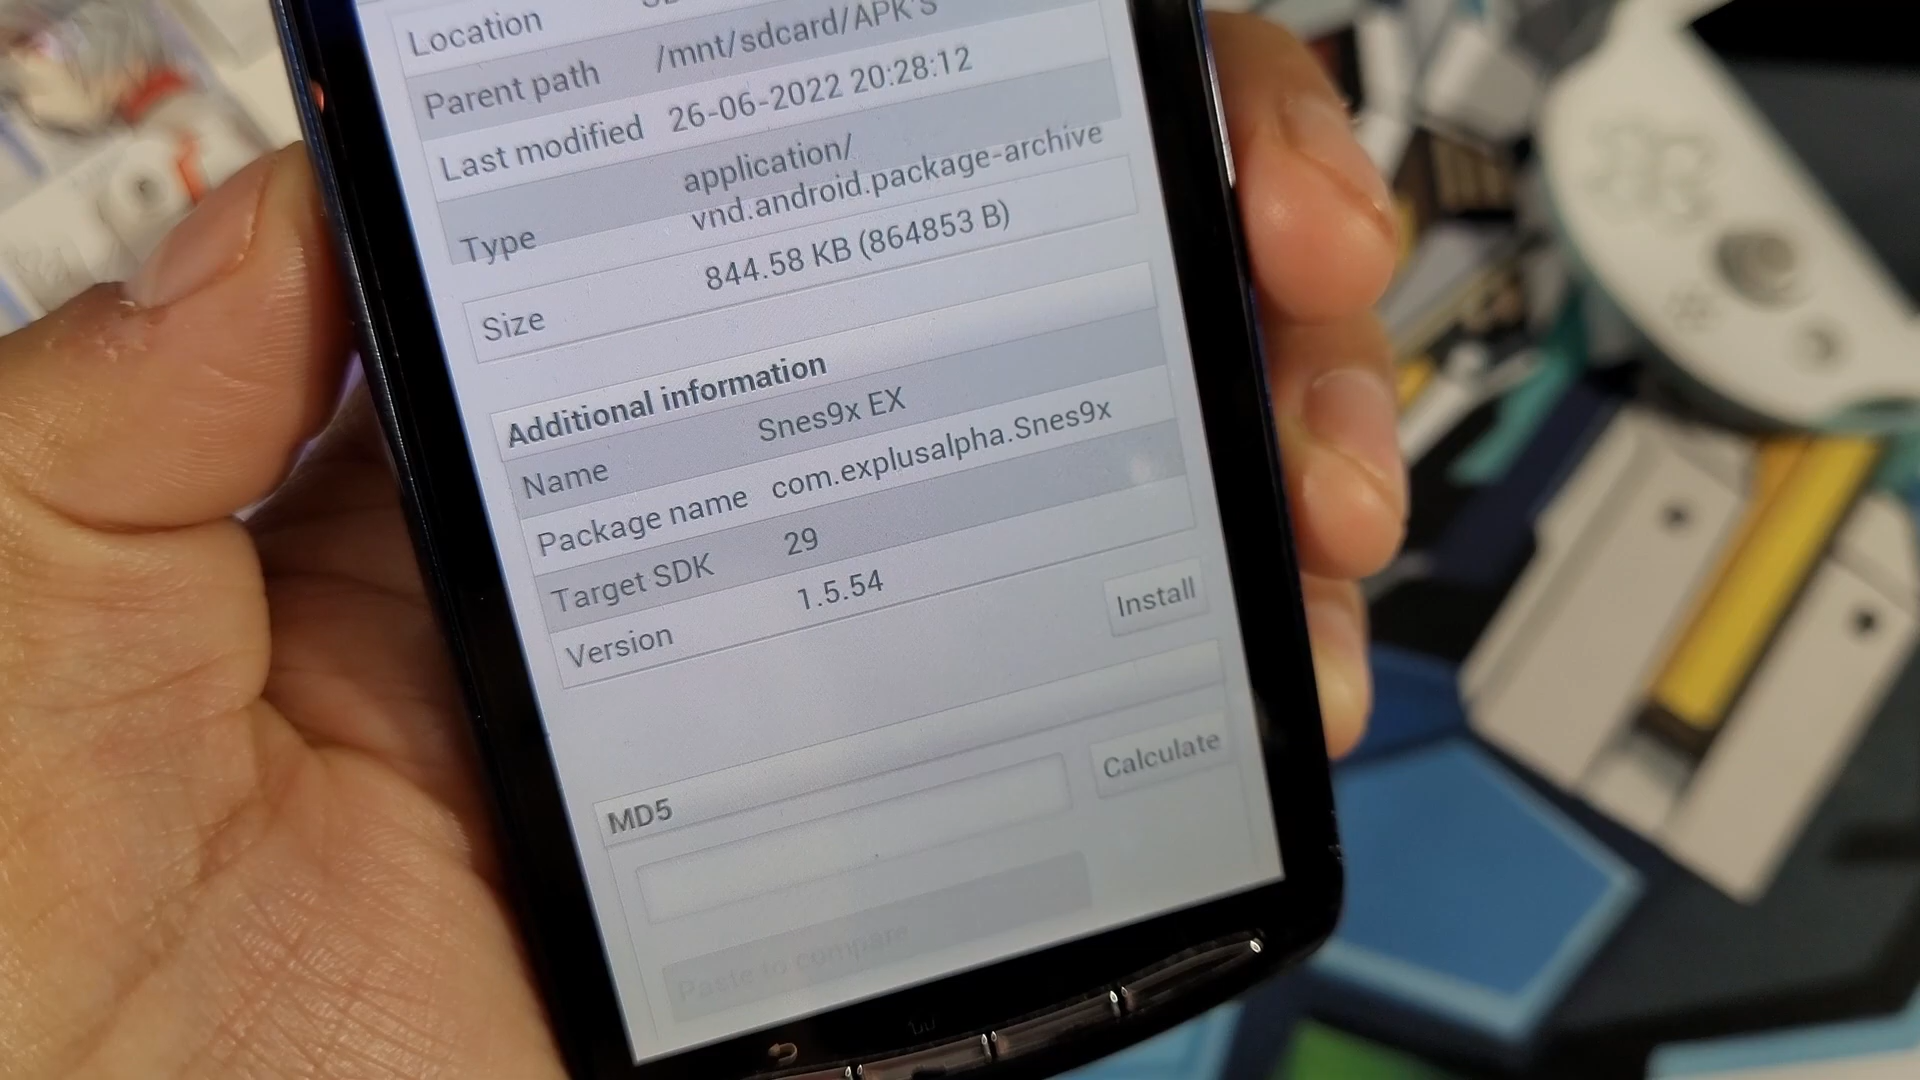 Location
Parent path /mnt/sdcard/APK's
Last modified 26-06-2022 20:28:12
Type application/
vnd.android.package-archive
Size 844.58 KB (864853 B)
Additional information
Name Snes9x EX
Package name com.explusalpha.Snes9x
Target SDK 29
Version 1.5.54
Install
MD5
Calculate
Paste to compare